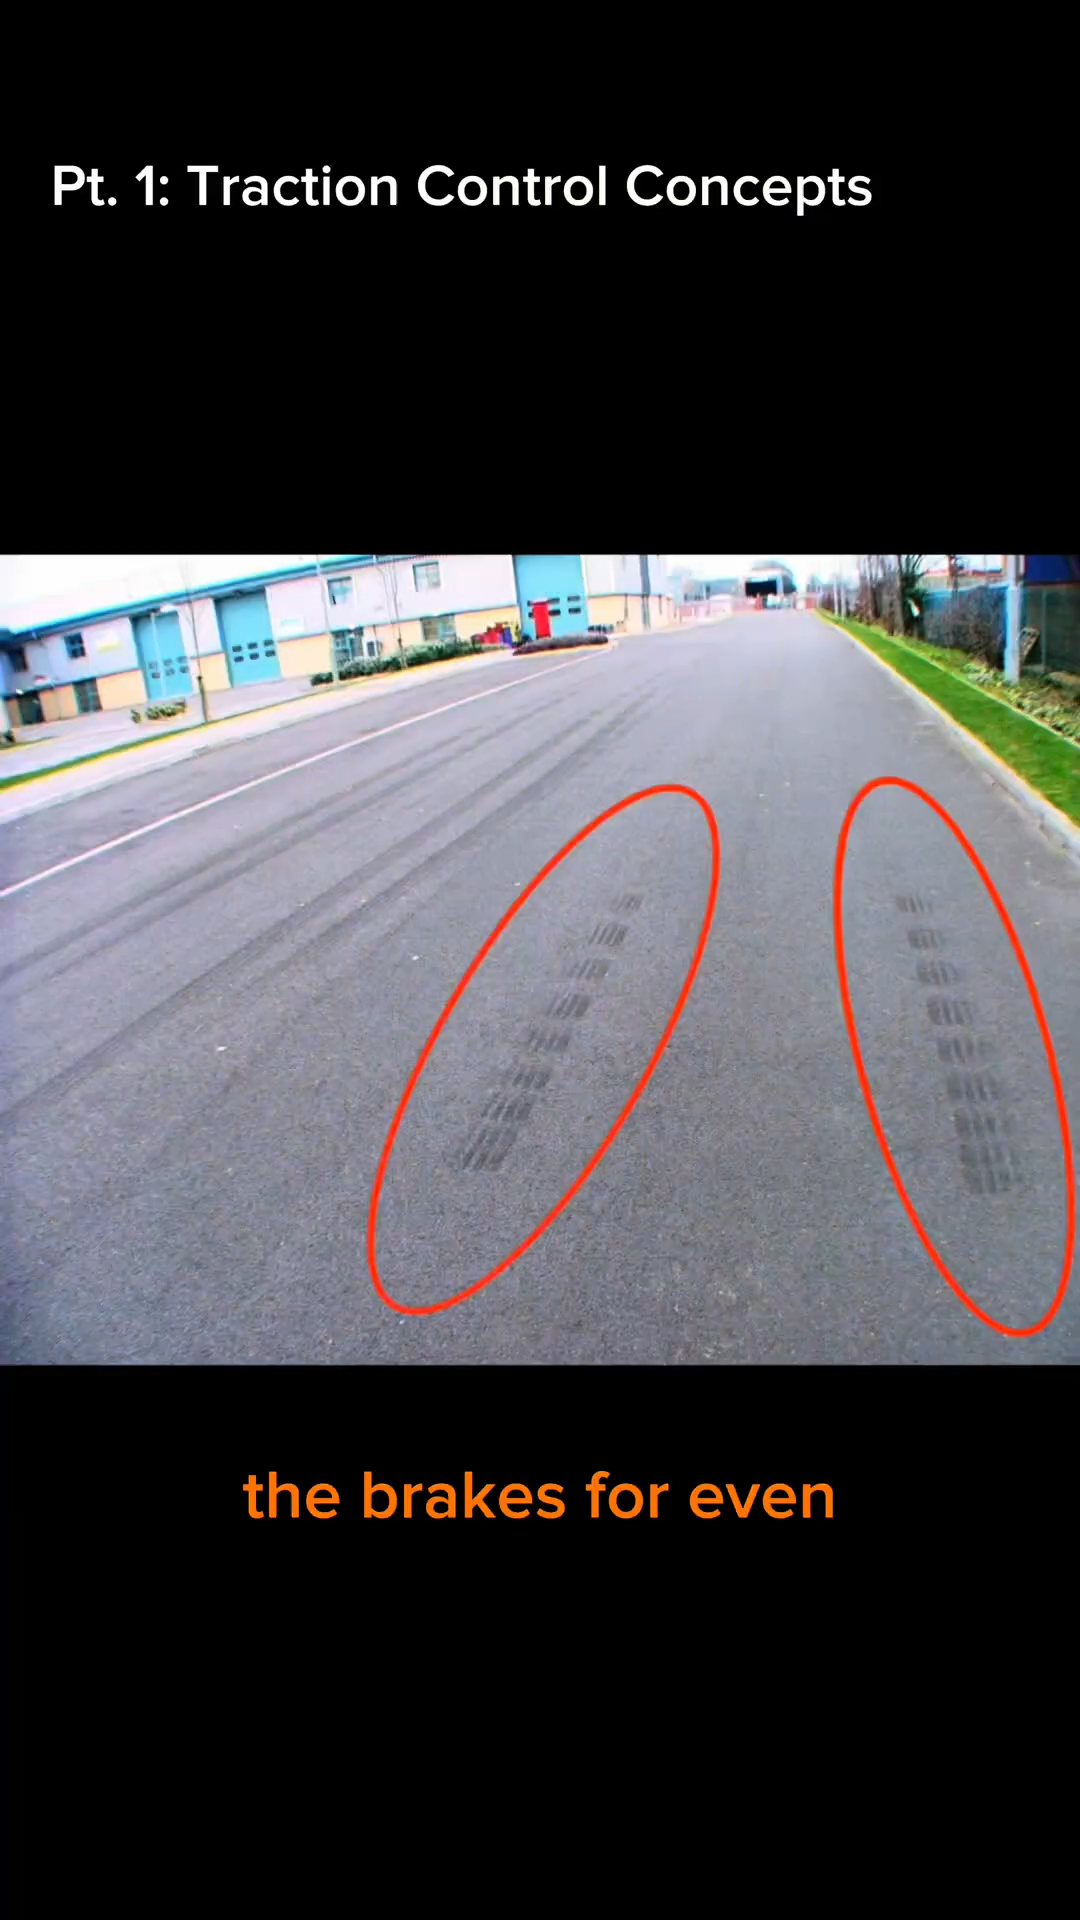 Pt. 1: Traction Control Concepts
the brakes for even